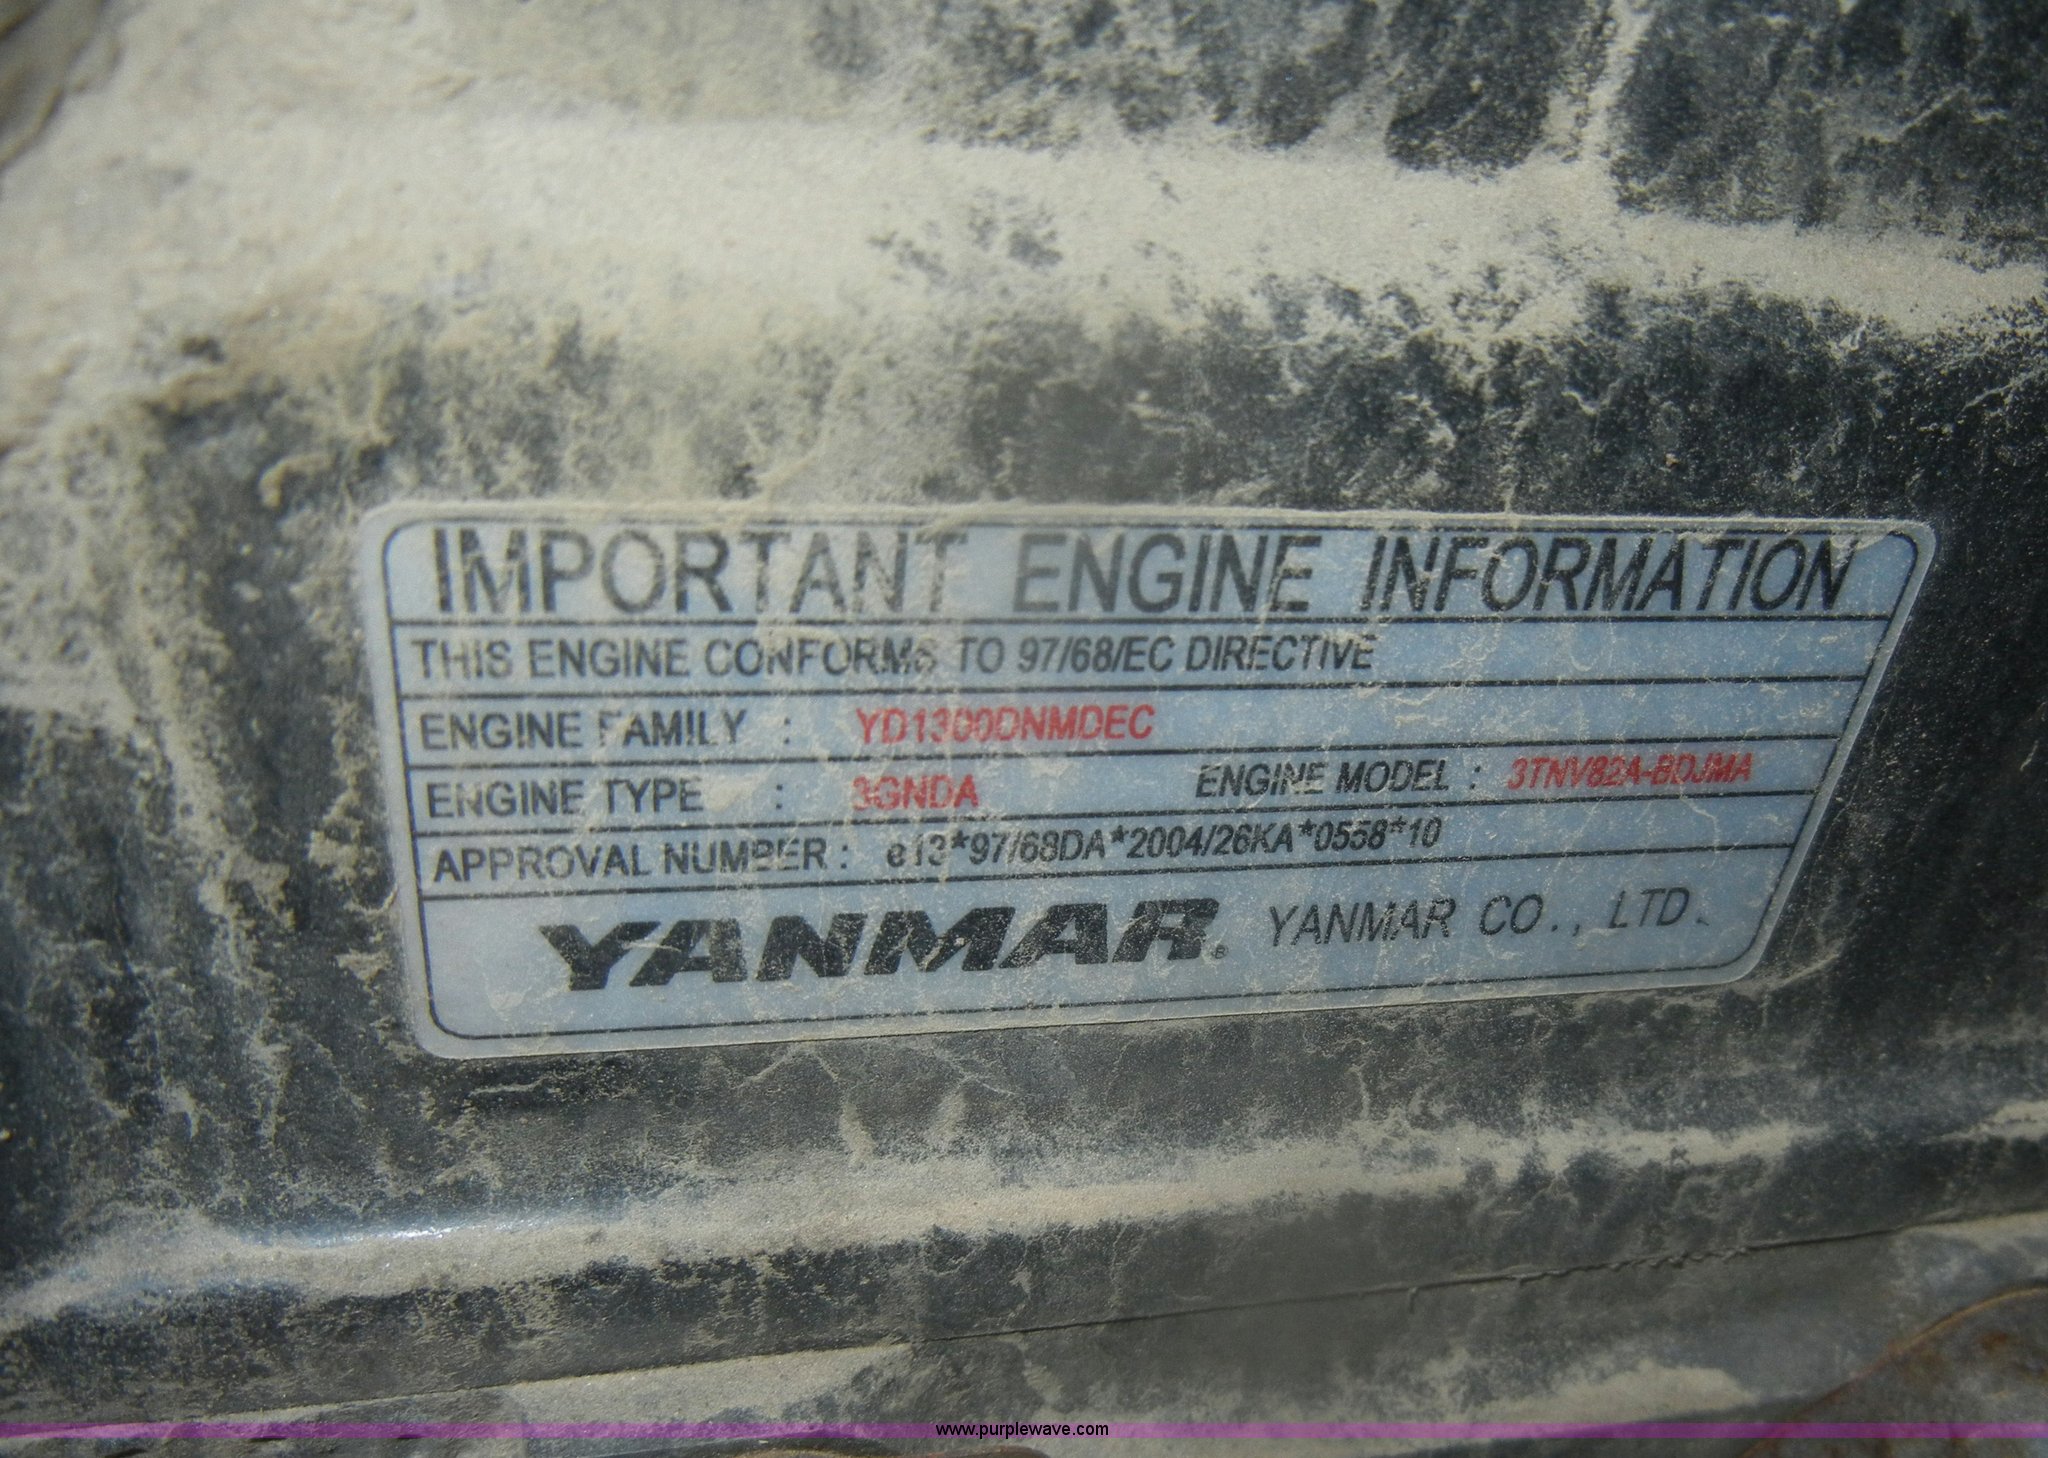 IMPORTANT ENGINE INFORMATION
THIS ENGINE CONFORMS TO 97/68/EC DIRECTIVE
ENGINE FAMILY : YD1300DNMDEC
ENGINE TYPE : 3GNDA ENGINE MODEL : 3TNV82A-BDJMA
APPROVAL NUMBER : e13*97/68DA*2004/26KA*0558*10
YANMAR® YANMAR CO., LTD.
www.purplewave.com